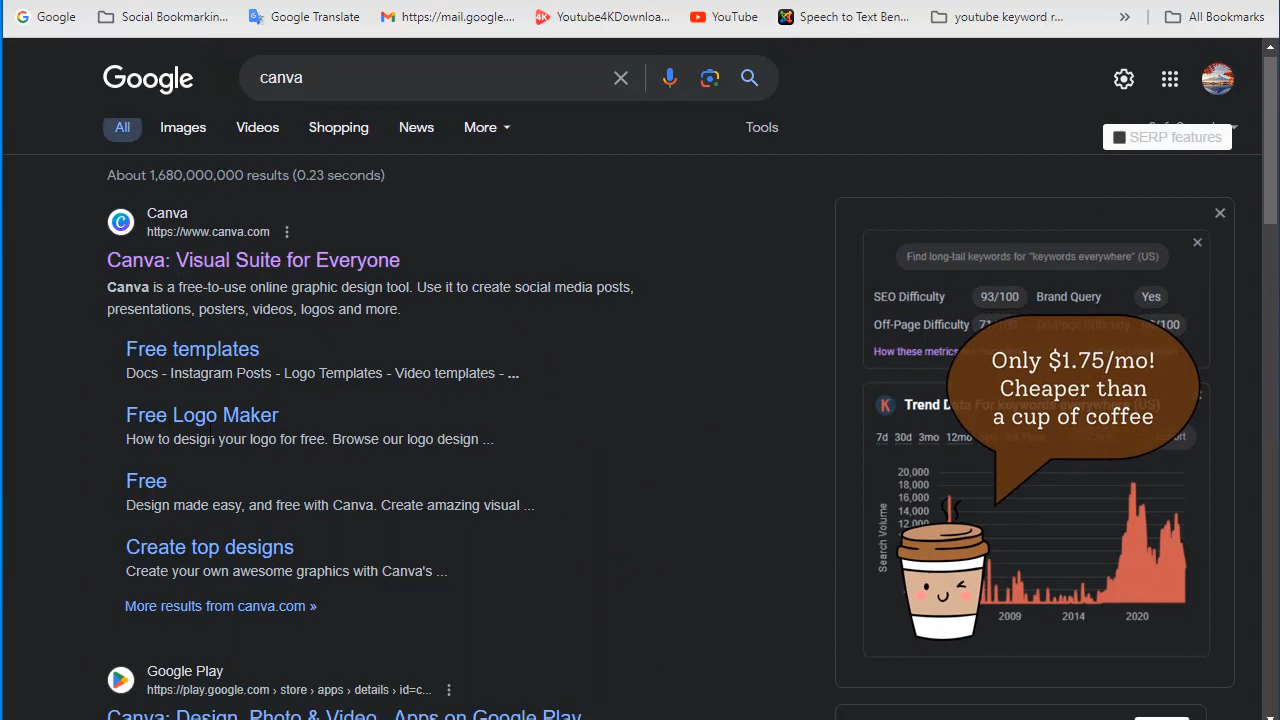 Google
Social Bookmarkin...
Google Translate
https://mail.google....
Youtube4KDownloa...
YouTube
Speech to Text Ben...
youtube keyword r...
»
All Bookmarks
Google
canva
All
Images
Videos
Shopping
News
More
Tools
SERP features
About 1,680,000,000 results (0.23 seconds)
Canva
https://www.canva.com
Canva: Visual Suite for Everyone
Canva is a free-to-use online graphic design tool. Use it to create social media posts,
presentations, posters, videos, logos and more.
Free templates
Docs - Instagram Posts - Logo Templates - Video templates - ...
Free Logo Maker
How to design your logo for free. Browse our logo design ...
Free
Design made easy, and free with Canva. Create amazing visual ...
Create top designs
Create your own awesome graphics with Canva's ...
More results from canva.com »
Google Play
https://play.google.com › store › apps › details › id=c...
Canva: Design, Photo & Video - Apps on Google Play
Find long-tail keywords for "keywords everywhere" (US)
SEO Difficulty 93/100 Brand Query Yes
Off-Page Difficulty
How these metrics
Only $1.75/mo!
Cheaper than
a cup of coffee
K
Trend Data For keywords everywhere (US)
7d 30d 3mo 12mo
20,000
18,000
16,000
14,000
12,000
Search Volume
2009 2014 2020